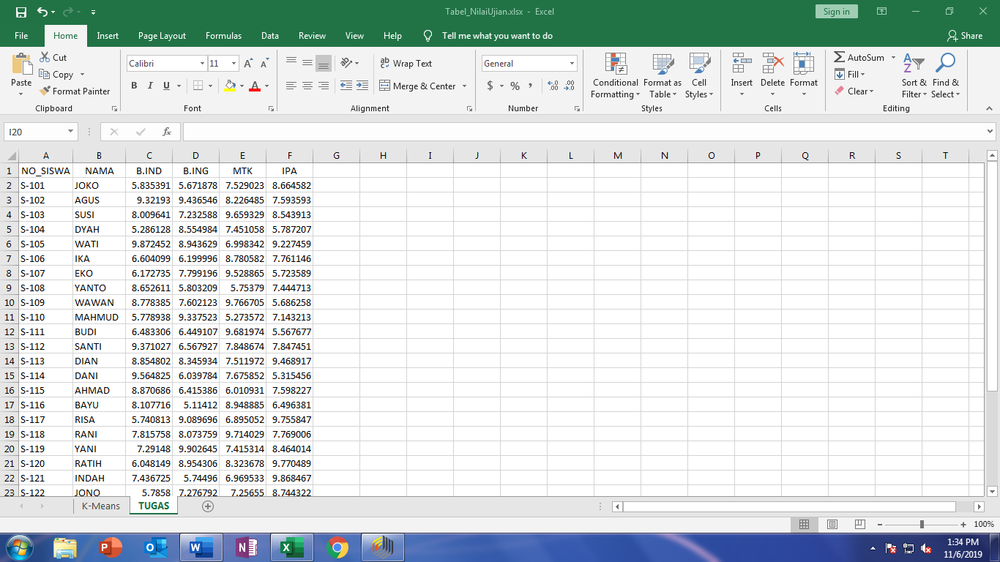 Tabel_NilaiUjian.xlsx - Excel
Sign in
File Home Insert Page Layout Formulas Data Review View Help Tell me what you want to do Share
Paste
Cut
Copy
Format Painter
Clipboard
Calibri 11
B I U A
Font
Wrap Text
Merge & Center
Alignment
General
$ % ,
Number
Conditional Formatting
Format as Table
Cell Styles
Styles
Insert Delete Format
Cells
AutoSum
Fill
Clear
Sort & Filter
Find & Select
Editing
I20 fx
A B C D E F G H I J K L M N O P Q R S T
1 NO_SISWA NAMA B.IND B.ING MTK IPA
2 S-101 JOKO 5.835391 5.671878 7.529023 8.664582
3 S-102 AGUS 9.32193 9.436546 8.226485 7.593593
4 S-103 SUSI 8.009641 7.232588 9.659329 8.543913
5 S-104 DYAH 5.286128 8.554984 7.451058 5.787207
6 S-105 WATI 9.872452 8.943629 6.998342 9.227459
7 S-106 IKA 6.604099 6.199996 8.780582 7.761146
8 S-107 EKO 6.172735 7.799196 9.528865 5.723589
9 S-108 YANTO 8.652611 5.803209 5.75379 7.444713
10 S-109 WAWAN 8.778385 7.602123 9.766705 5.686258
11 S-110 MAHMUD 5.778938 9.337523 5.273572 7.143213
12 S-111 BUDI 6.483306 6.449107 9.681974 5.567677
13 S-112 SANTI 9.371027 6.567927 7.848674 7.847451
14 S-113 DIAN 8.854802 8.345934 7.511972 9.468917
15 S-114 DANI 9.564825 6.039784 7.675852 5.315456
16 S-115 AHMAD 8.870686 6.415386 6.010931 7.598227
17 S-116 BAYU 8.107716 5.11412 8.948885 6.496381
18 S-117 RISA 5.740813 9.089696 6.895052 9.755847
19 S-118 RANI 7.815758 8.073759 9.714029 7.769006
20 S-119 YANI 7.29148 9.902645 7.415314 8.464014
21 S-120 RATIH 6.048149 8.954306 8.323678 9.770489
22 S-121 INDAH 7.436725 5.74496 6.969533 9.868467
23 S-122 JONO 5.7858 7.276792 7.25655 8.744322
K-Means TUGAS
100%
1:34 PM
11/6/2019